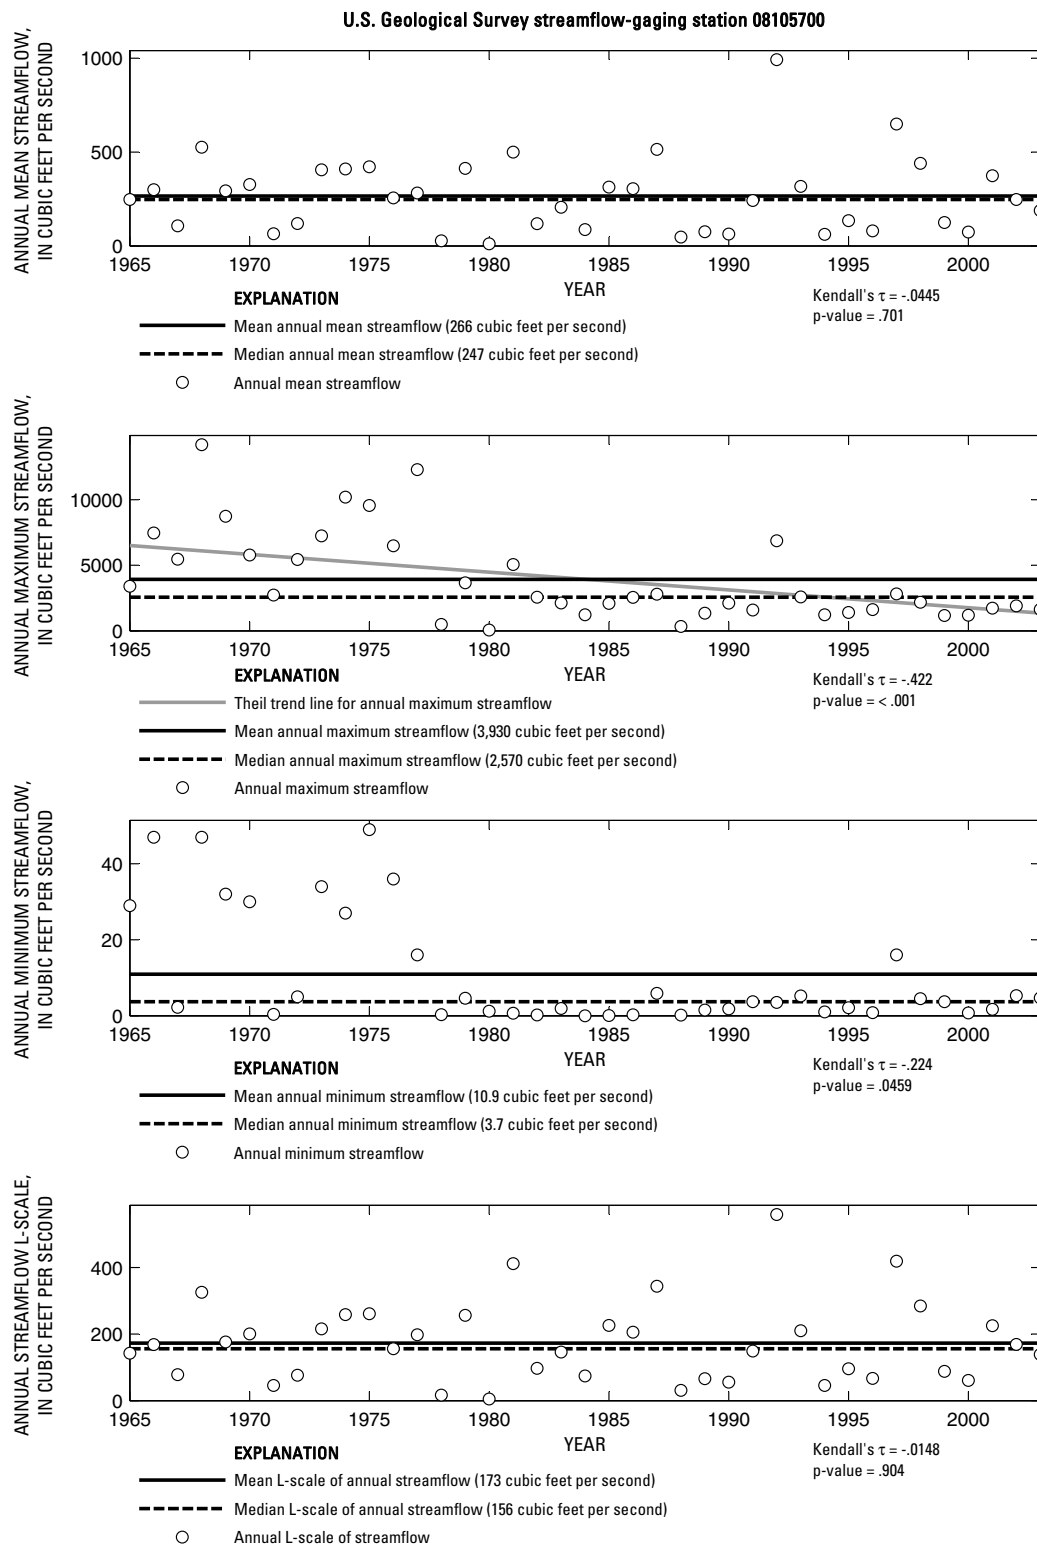 U.S. Geological Survey streamflow-gaging station 08105700
ANNUAL MEAN STREAMFLOW,
IN CUBIC FEET PER SECOND
1000
500
0
1965 1970 1975 1980 1985 1990 1995 2000
YEAR
Kendall's τ = -.0445
p-value = .701
EXPLANATION
Mean annual mean streamflow (266 cubic feet per second)
Median annual mean streamflow (247 cubic feet per second)
Annual mean streamflow
ANNUAL MAXIMUM STREAMFLOW,
IN CUBIC FEET PER SECOND
10000
5000
0
1965 1970 1975 1980 1985 1990 1995 2000
YEAR
Kendall's τ = -.422
p-value = < .001
EXPLANATION
Theil trend line for annual maximum streamflow
Mean annual maximum streamflow (3,930 cubic feet per second)
Median annual maximum streamflow (2,570 cubic feet per second)
Annual maximum streamflow
ANNUAL MINIMUM STREAMFLOW,
IN CUBIC FEET PER SECOND
40
20
0
1965 1970 1975 1980 1985 1990 1995 2000
YEAR
Kendall's τ = -.224
p-value = .0459
EXPLANATION
Mean annual minimum streamflow (10.9 cubic feet per second)
Median annual minimum streamflow (3.7 cubic feet per second)
Annual minimum streamflow
ANNUAL STREAMFLOW L-SCALE,
IN CUBIC FEET PER SECOND
400
200
0
1965 1970 1975 1980 1985 1990 1995 2000
YEAR
Kendall's τ = -.0148
p-value = .904
EXPLANATION
Mean L-scale of annual streamflow (173 cubic feet per second)
Median L-scale of annual streamflow (156 cubic feet per second)
Annual L-scale of streamflow